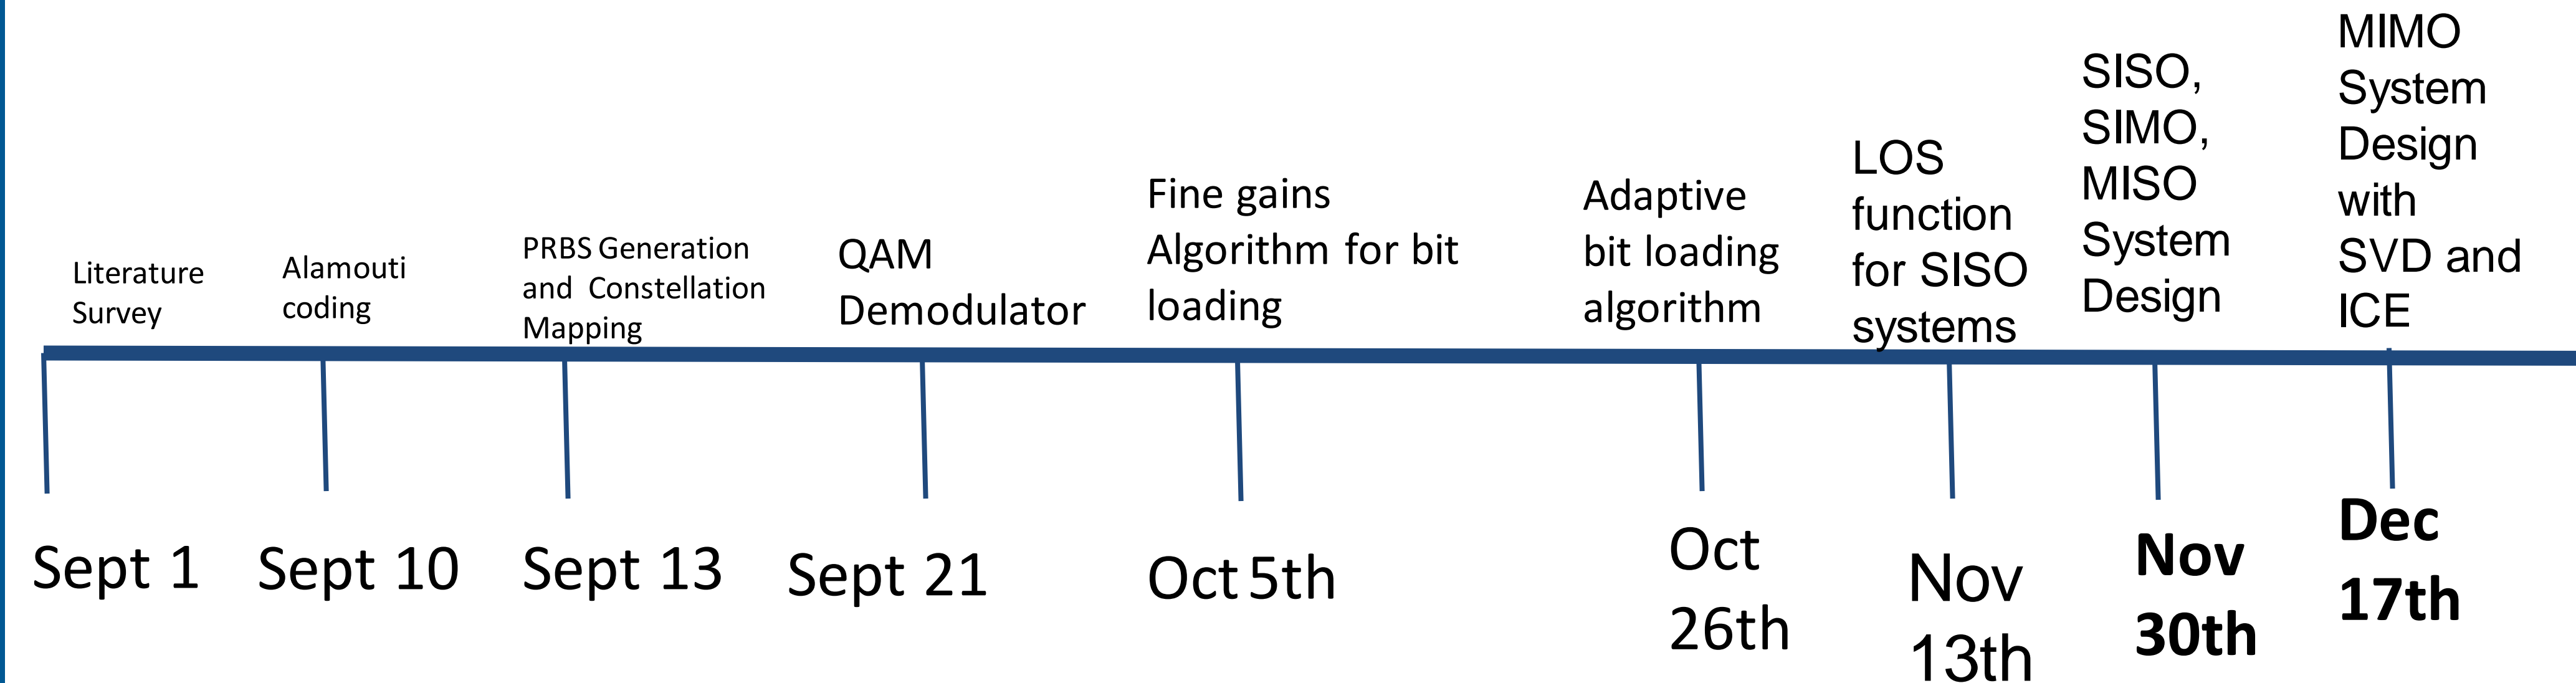 Literature
Survey
Alamouti
coding
PRBS Generation
and Constellation
Mapping
QAM
Demodulator
Fine gains
Algorithm for bit
loading
Adaptive
bit loading
algorithm
LOS
function
for SISO
systems
SISO,
SIMO,
MISO
System
Design
MIMO
System
Design
with
SVD and
ICE
Sept 1
Sept 10
Sept 13
Sept 21
Oct 5th
Oct
26th
Nov
13th
Nov
30th
Dec
17th